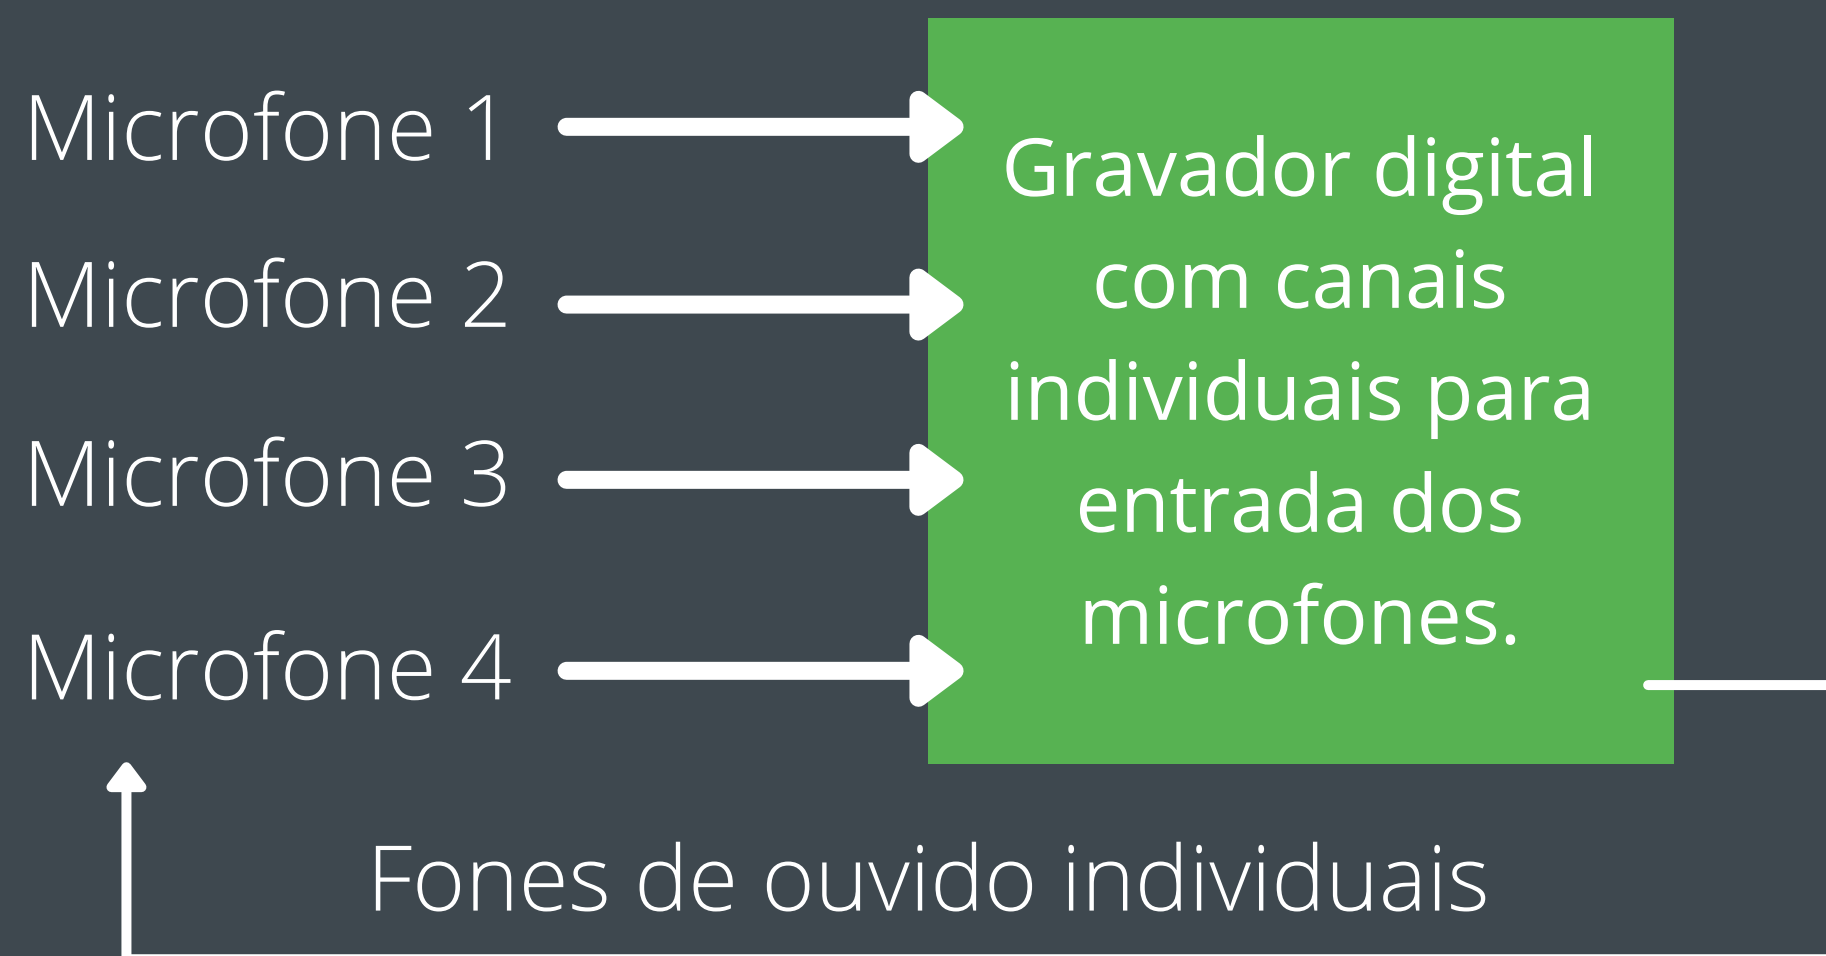 Microfone 1
Microfone 2
Microfone 3
Microfone 4
Gravador digital
com canais
individuais para
entrada dos
microfones.
Fones de ouvido individuais